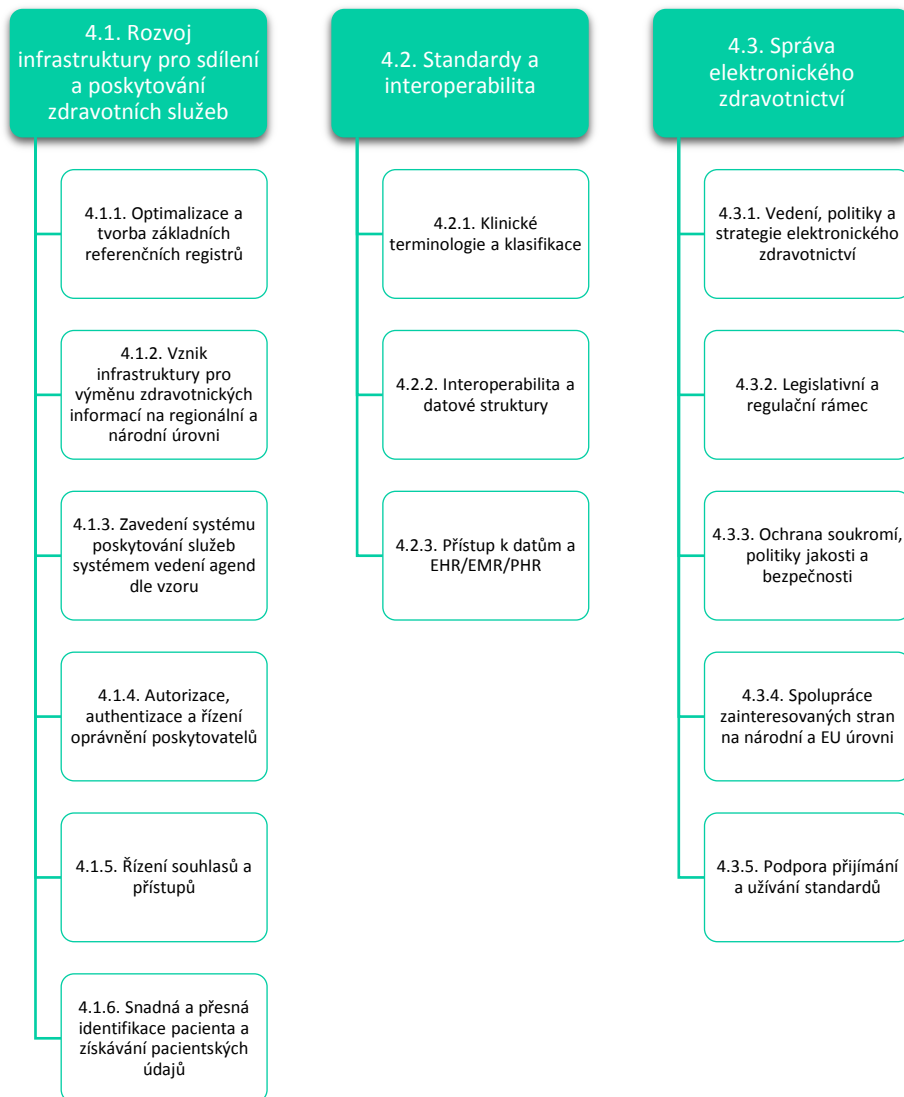 4.1. Rozvoj
infrastruktury pro sdílení
a poskytování
zdravotních služeb
4.1.1. Optimalizace a
tvorba základních
referenčních registrů
4.1.2. Vznik
infrastruktury pro
výměnu zdravotnických
informací na regionální a
národní úrovni
4.1.3. Zavedení systému
poskytování služeb
systémem vedení agend
dle vzoru
4.1.4. Autorizace,
authentizace a řízení
oprávnění poskytovatelů
4.1.5. Řízení souhlasů a
přístupů
4.1.6. Snadná a přesná
identifikace pacienta a
získávání pacientských
údajů
4.2. Standardy a
interoperabilita
4.2.1. Klinické
terminologie a klasifikace
4.2.2. Interoperabilita a
datové struktury
4.2.3. Přístup k datům a
EHR/EMR/PHR
4.3. Správa
elektronického
zdravotnictví
4.3.1. Vedení, politiky a
strategie elektronického
zdravotnictví
4.3.2. Legislativní a
regulační rámec
4.3.3. Ochrana soukromí,
politiky jakosti a
bezpečnosti
4.3.4. Spolupráce
zainteresovaných stran
na národní a EU úrovni
4.3.5. Podpora přijímání
a užívání standardů